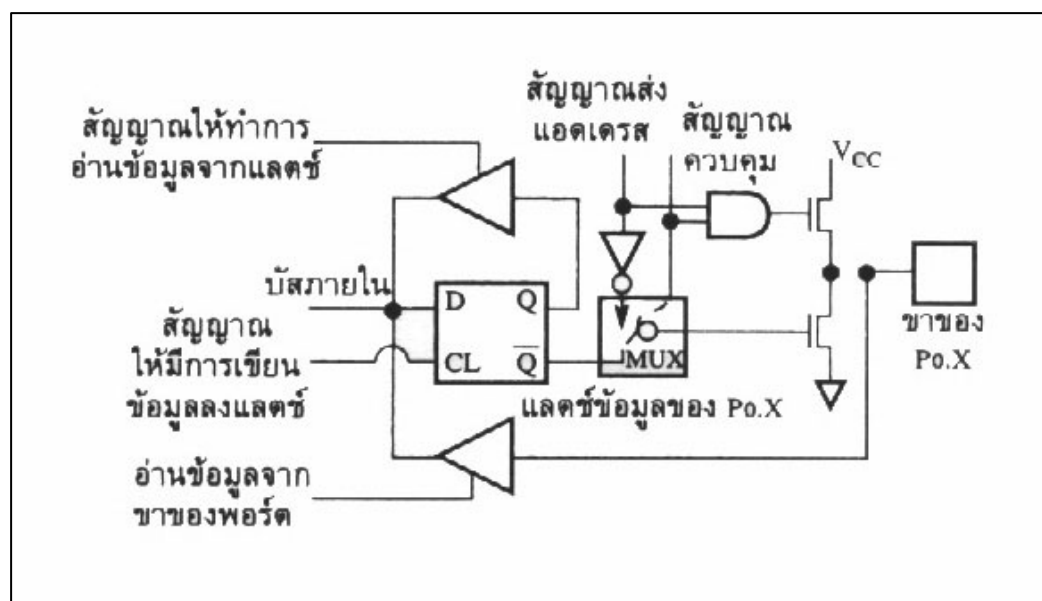 สัญญาณส่ง
แอดเดรส
สัญญาณ
ควบคุม
สัญญาณให้ทำการ
อ่านข้อมูลจากแลตช์
VCC
บัสภายใน
D Q
สัญญาณ
ให้มีการเขียน
ข้อมูลลงแลตช์
CL Q
MUX
ขาของ
Po.X
แลตช์ข้อมูลของ Po.X
อ่านข้อมูลจาก
ขาของพอร์ต